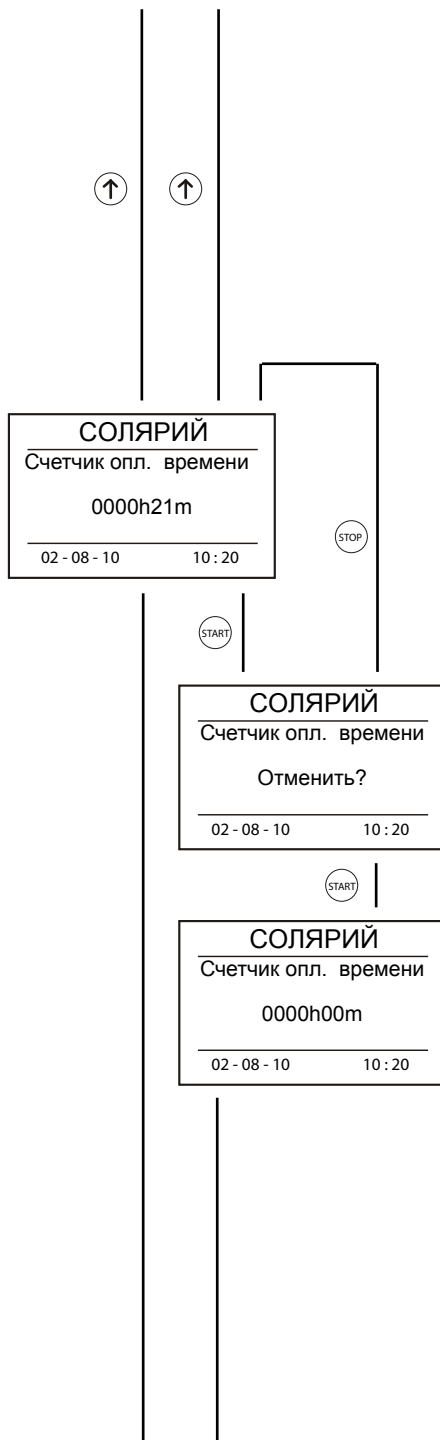 СОЛЯРИЙ
Счетчик опл. времени
0000h21m
02 - 08 - 10 10 : 20
STOP
START
СОЛЯРИЙ
Счетчик опл. времени
Отменить?
02 - 08 - 10 10 : 20
START
СОЛЯРИЙ
Счетчик опл. времени
0000h00m
02 - 08 - 10 10 : 20